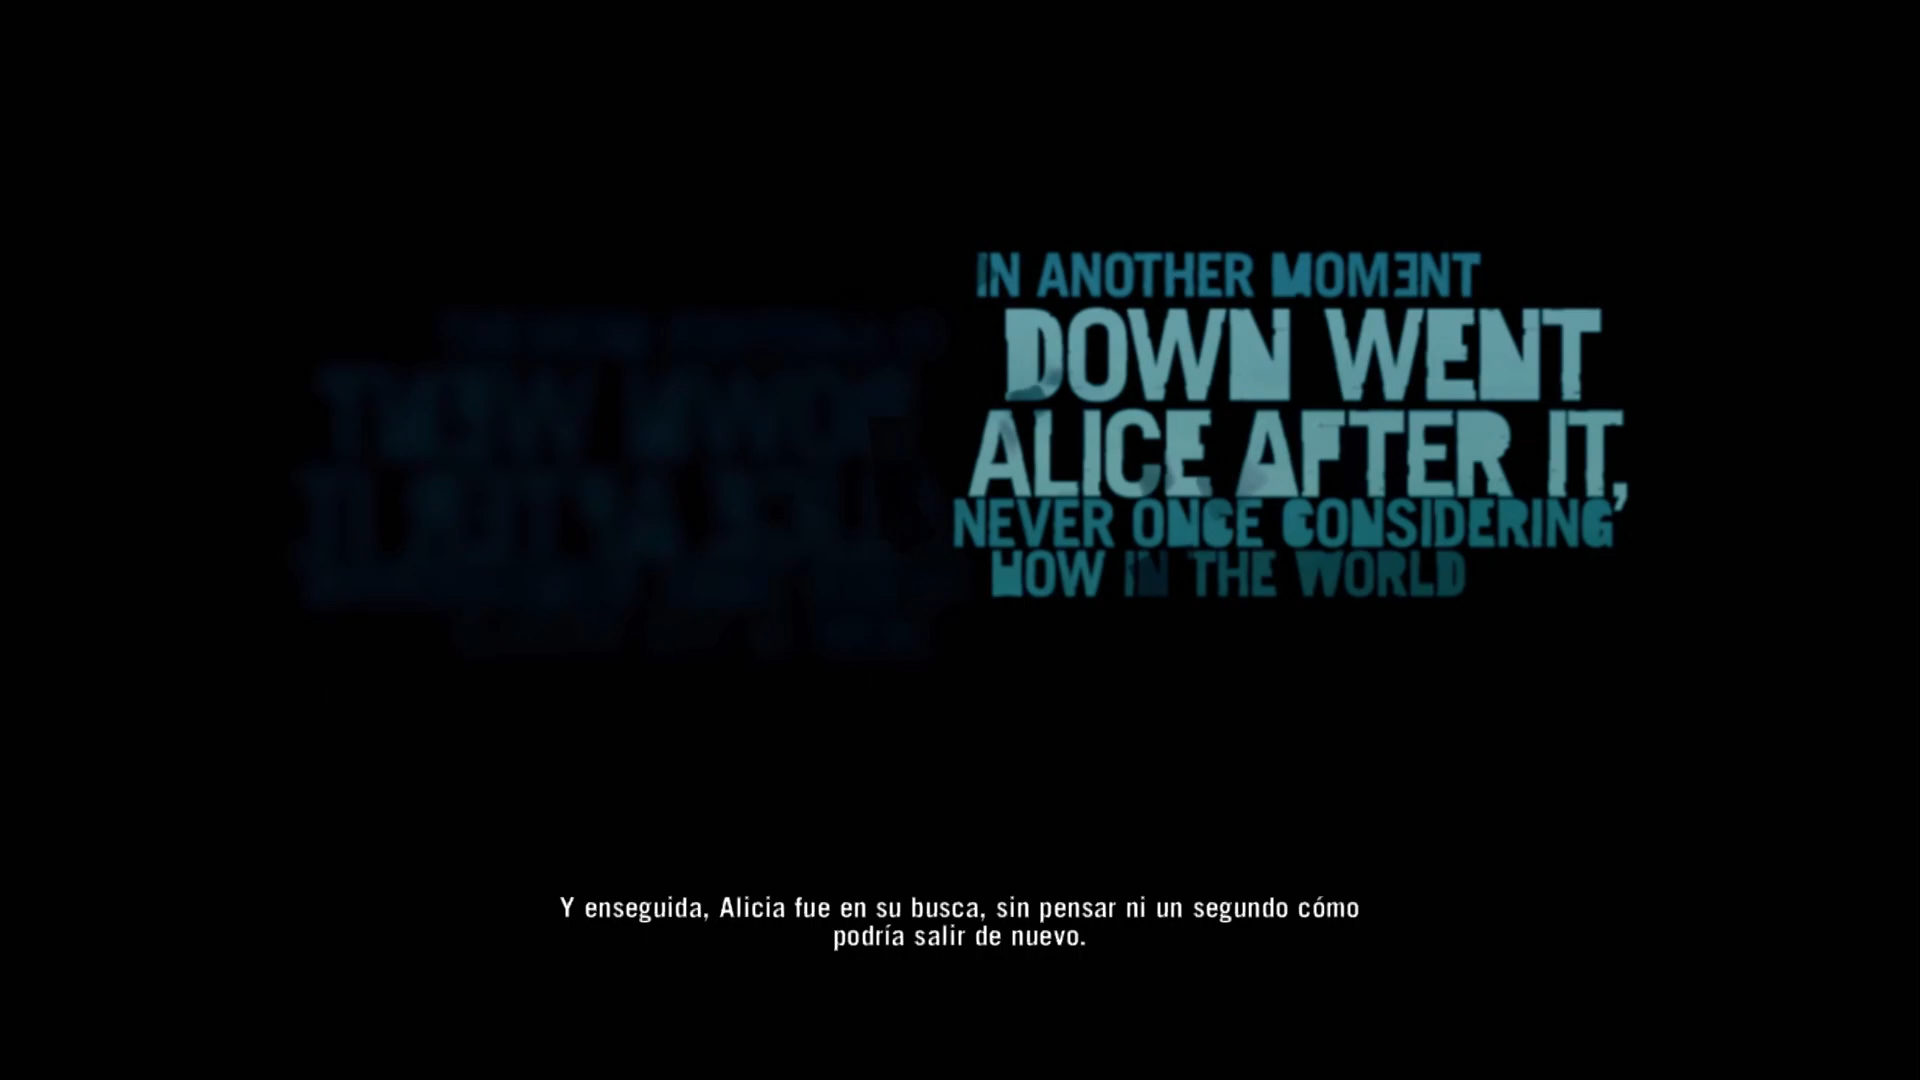 IN ANOTHER MOMENT
DOWN WENT
ALICE AFTER IT,
NEVER ONCE CONSIDERING
HOW IN THE WORLD
Y enseguida, Alicia fue en su busca, sin pensar ni un segundo cómo
podría salir de nuevo.